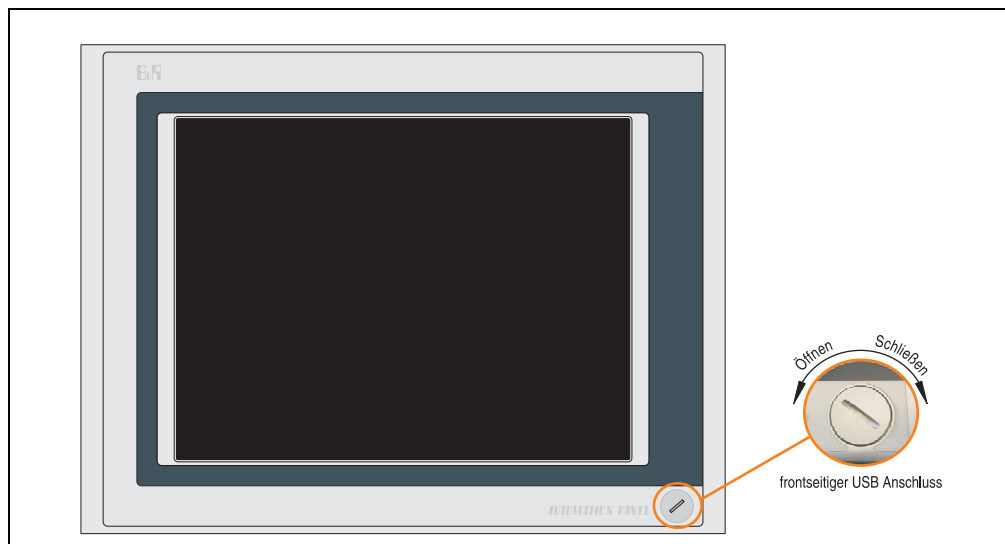 B&R
Öffnen
Schließen
frontseitiger USB Anschluss
AUTOMATION PANEL